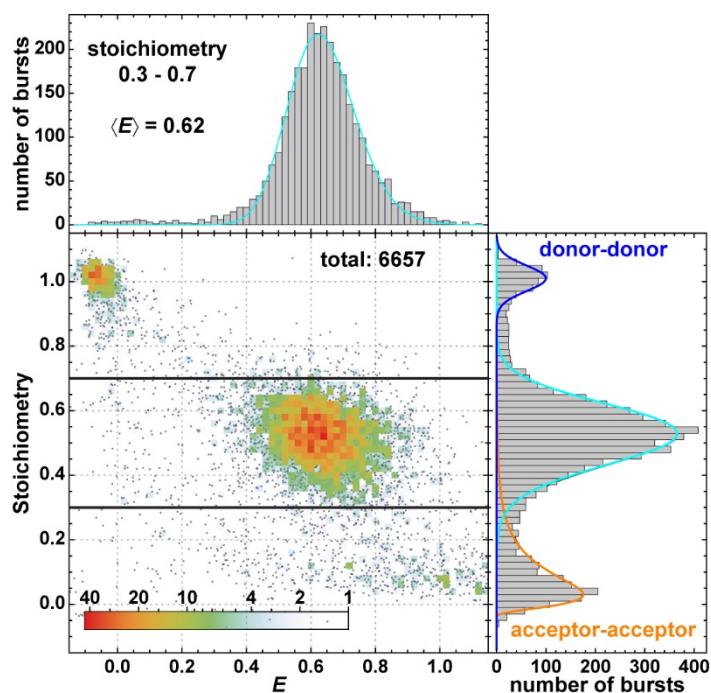 number of bursts
200
150
100
50
0
stoichiometry
0.3 - 0.7
⟨E⟩ = 0.62
Stoichiometry
1.0
0.8
0.6
0.4
0.2
0.0
total: 6657
40 20 10 4 2 1
0.0 0.2 0.4 0.6 0.8 1.0
E
donor-donor
acceptor-acceptor
0 100 200 300 400
number of bursts